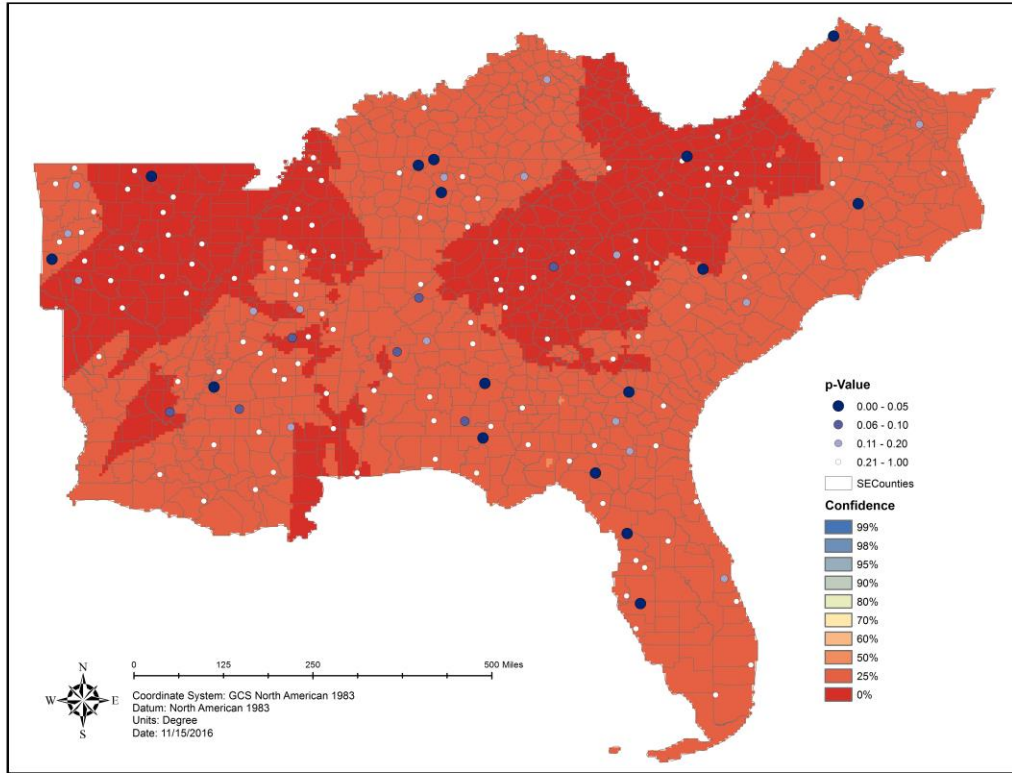 p-Value
0.00 - 0.05
0.06 - 0.10
0.11 - 0.20
0.21 - 1.00
SECounties
Confidence
99%
98%
95%
90%
80%
70%
60%
50%
25%
0%
N
W E
S
0 125 250 500 Miles
Coordinate System: GCS North American 1983
Datum: North American 1983
Units: Degree
Date: 11/15/2016